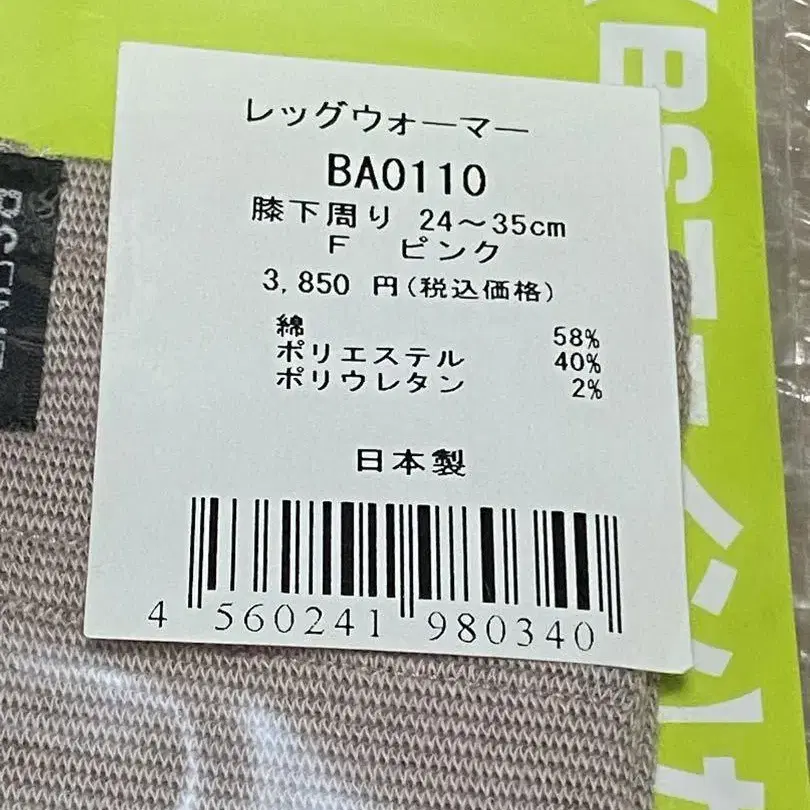 レッグウォーマー
BA0110
膝下周り 24～35cm
F ピンク
3,850 円(税込価格)
綿 58%
ポリエステル 40%
ポリウレタン 2%
日本製
4 560241 980340